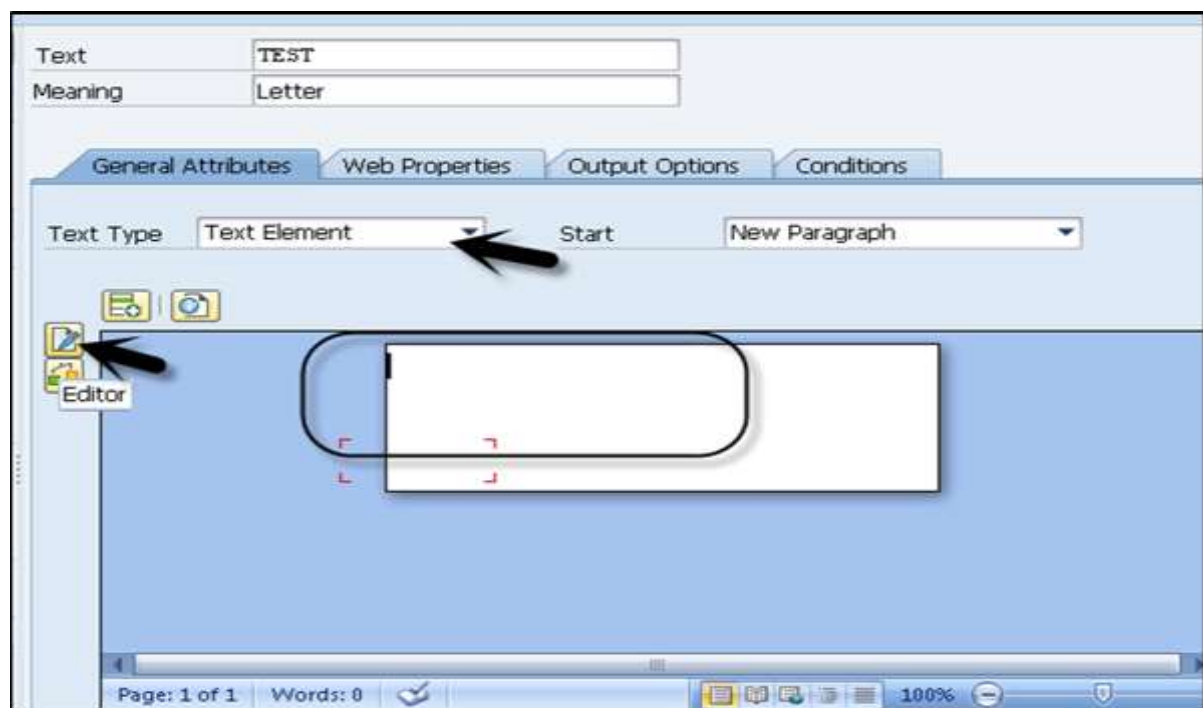 Text TEST
Meaning Letter
General Attributes Web Properties Output Options Conditions
Text Type Text Element Start New Paragraph
Editor
Page: 1 of 1 Words: 0 100%